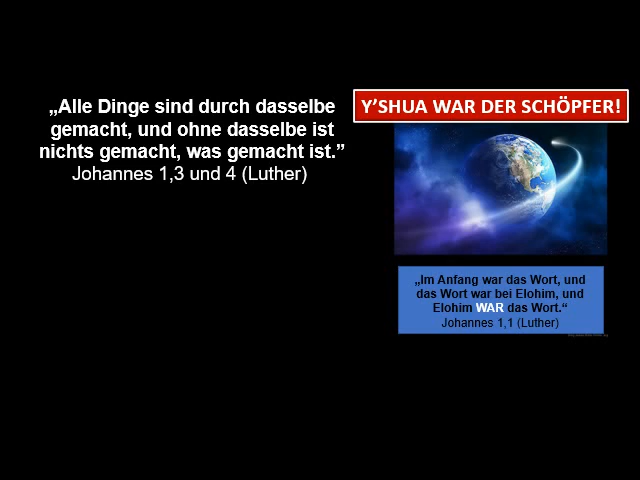 „Alle Dinge sind durch dasselbe
gemacht, und ohne dasselbe ist
nichts gemacht, was gemacht ist.”
Johannes 1,3 und 4 (Luther)
Y’SHUA WAR DER SCHÖPFER!
„Im Anfang war das Wort, und
das Wort war bei Elohim, und
Elohim WAR das Wort.“
Johannes 1,1 (Luther)